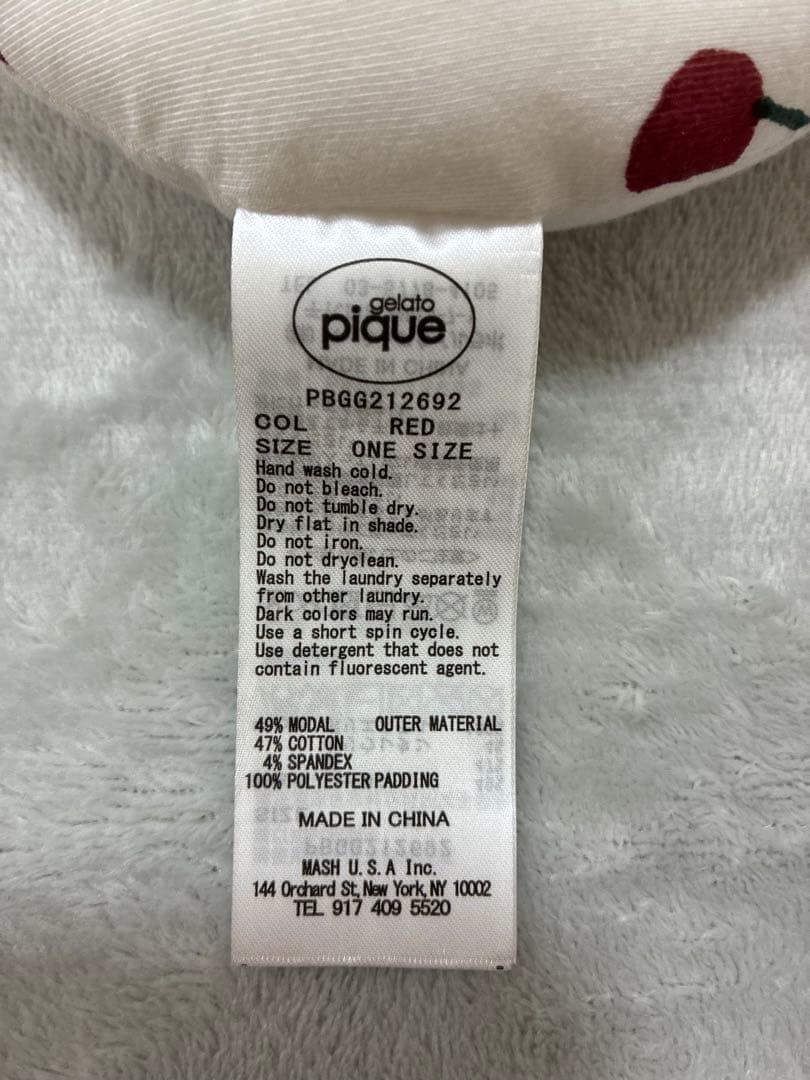 gelato
pique
PBGG212692
COL RED
SIZE ONE SIZE
Hand wash cold.
Do not bleach.
Do not tumble dry.
Dry flat in shade.
Do not iron.
Do not dryclean.
Wash the laundry separately
from other laundry.
Dark colors may run.
Use a short spin cycle.
Use detergent that does not
contain fluorescent agent.
49% MODAL OUTER MATERIAL
47% COTTON
4% SPANDEX
100% POLYESTER PADDING
MADE IN CHINA
MASH U.S.A Inc.
144 Orchard St, New York, NY 10002
TEL 917 409 5520